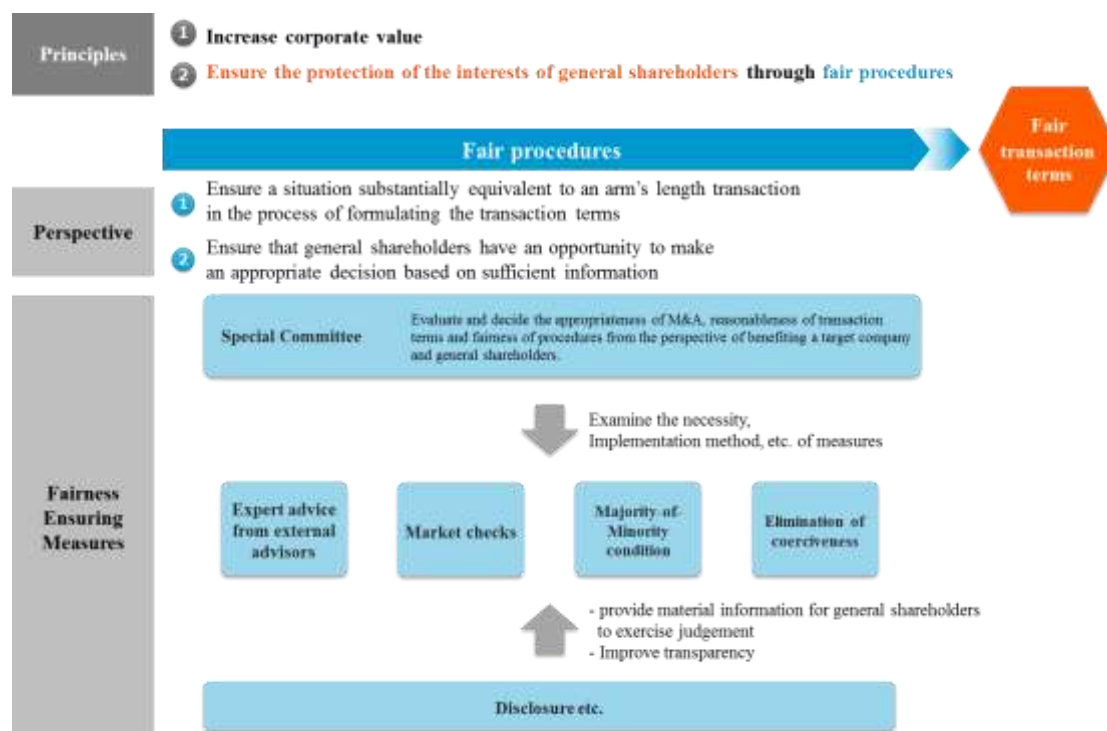 Principles
1 Increase corporate value
2 Ensure the protection of the interests of general shareholders through fair procedures
Fair procedures
Fair
transaction
terms
Perspective
1 Ensure a situation substantially equivalent to an arm's length transaction
in the process of formulating the transaction terms
2 Ensure that general shareholders have an opportunity to make
an appropriate decision based on sufficient information
Fairness
Ensuring
Measures
Special Committee
Evaluate and decide the appropriateness of M&A, reasonableness of transaction
terms and fairness of procedures from the perspective of benefiting a target company
and general shareholders.
Examine the necessity,
Implementation method, etc. of measures
Expert advice
from external
advisors
Market checks
Majority of
Minority
condition
Elimination of
coerciveness
- provide material information for general shareholders
to exercise judgement
- Improve transparency
Disclosure etc.